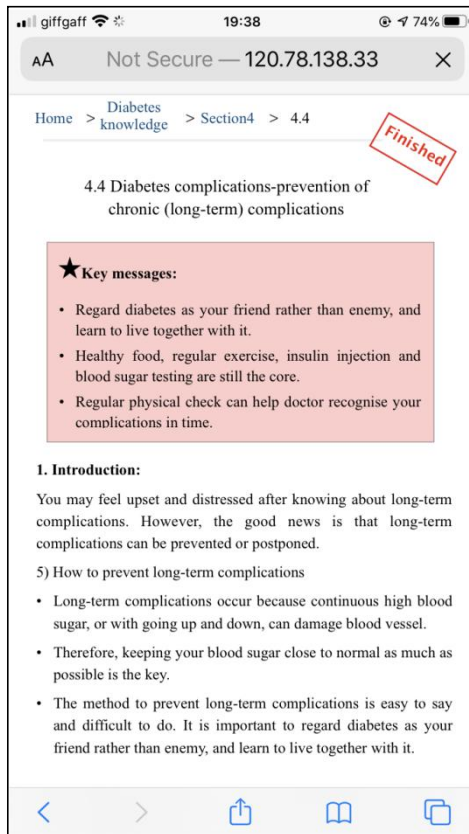 giffgaff 19:38 74%
AA Not Secure — 120.78.138.33
Home > Diabetes knowledge > Section4 > 4.4
Finished
4.4 Diabetes complications-prevention of
chronic (long-term) complications
★Key messages:
• Regard diabetes as your friend rather than enemy, and
learn to live together with it.
• Healthy food, regular exercise, insulin injection and
blood sugar testing are still the core.
• Regular physical check can help doctor recognise your
complications in time.
1. Introduction:
You may feel upset and distressed after knowing about long-term
complications. However, the good news is that long-term
complications can be prevented or postponed.
5) How to prevent long-term complications
• Long-term complications occur because continuous high blood
sugar, or with going up and down, can damage blood vessel.
• Therefore, keeping your blood sugar close to normal as much as
possible is the key.
• The method to prevent long-term complications is easy to say
and difficult to do. It is important to regard diabetes as your
friend rather than enemy, and learn to live together with it.